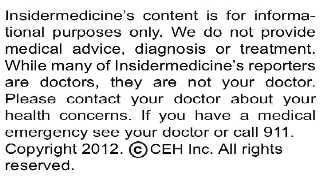 Insidermedicine's content is for informa-
tional purposes only. We do not provide
medical advice, diagnosis or treatment.
While many of Insidermedicine's reporters
are doctors, they are not your doctor.
Please contact your doctor about your
health concerns. If you have a medical
emergency see your doctor or call 911.
Copyright 2012. ©CEH Inc. All rights
reserved.